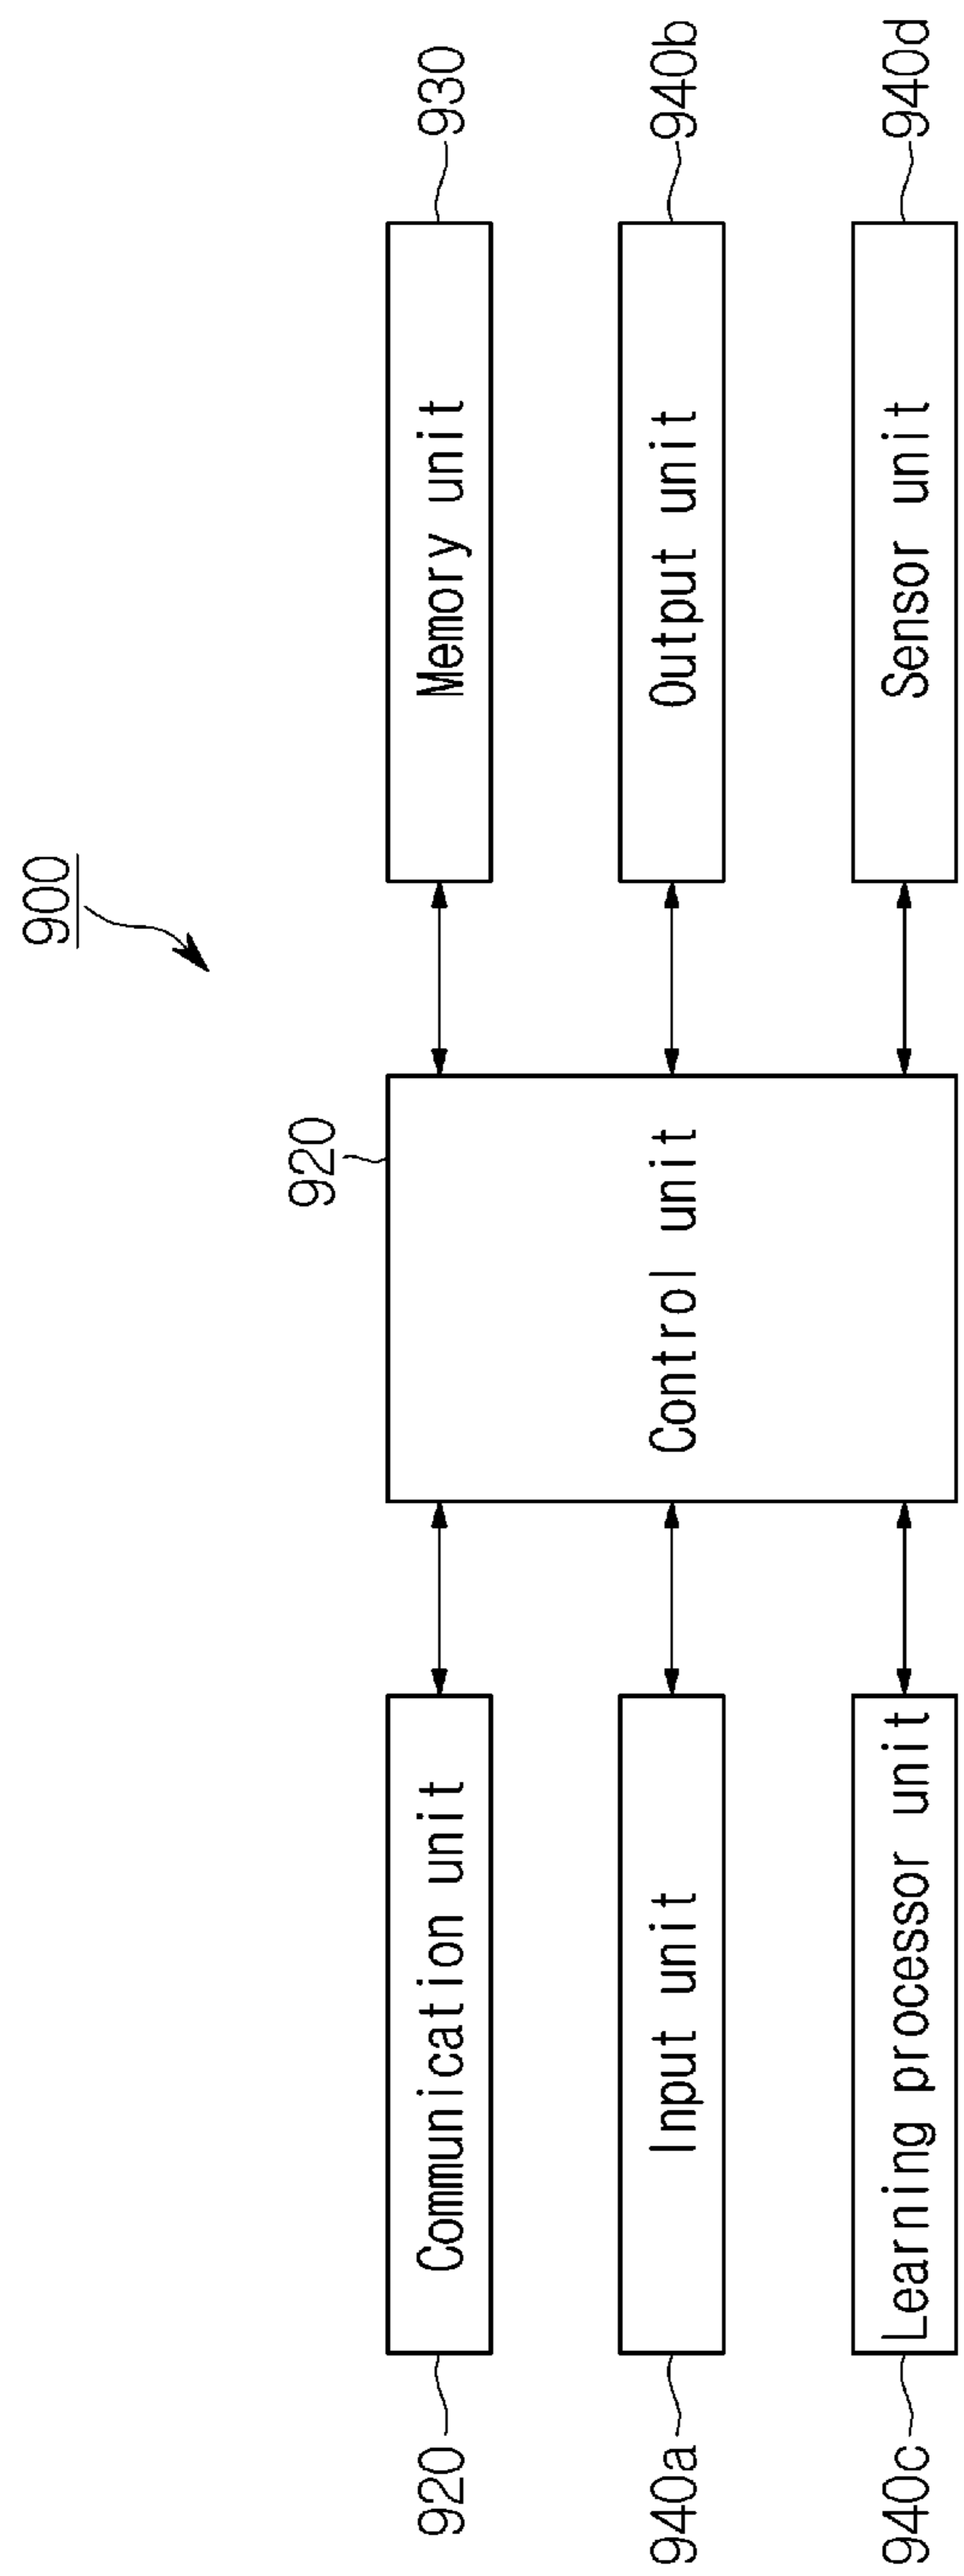 900
920
920
Communication unit
Control unit
Memory unit
930
940a
Input unit
Output unit
940b
940c
Learning processor unit
Sensor unit
940d